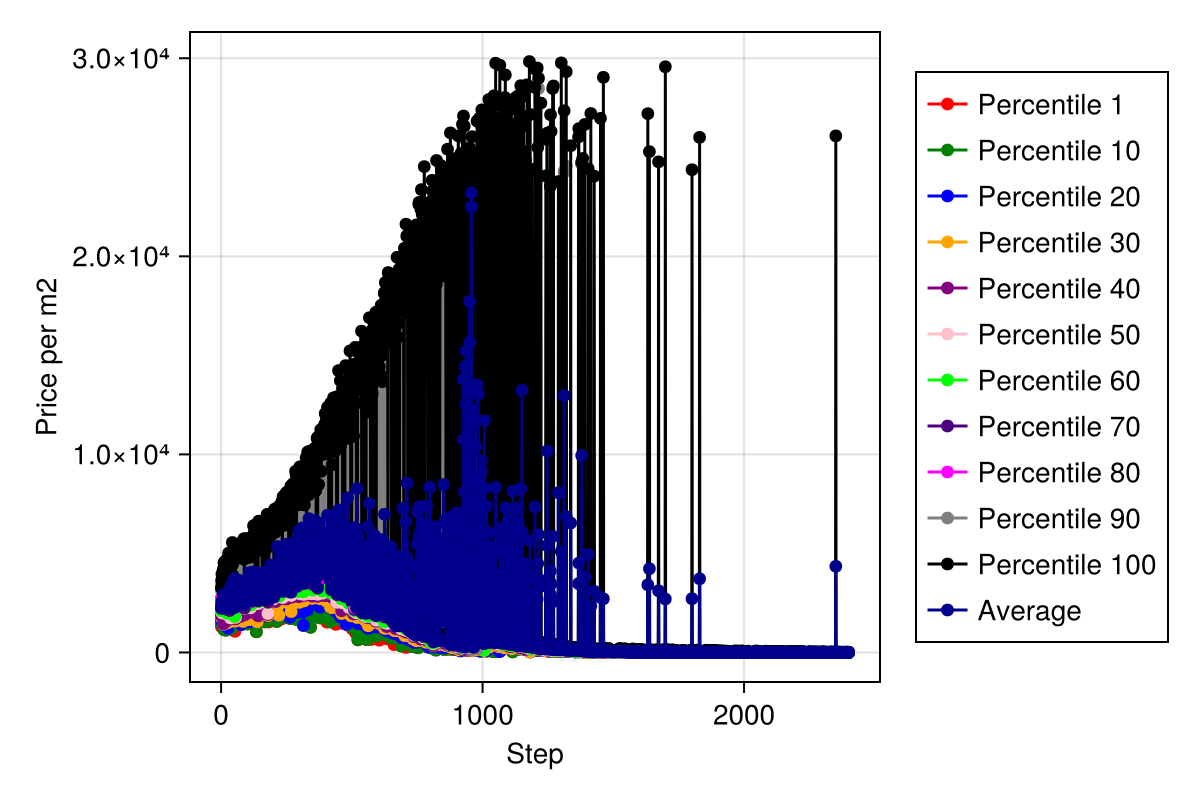 3.0×10⁴
2.0×10⁴
1.0×10⁴
0
Price per m2
0
1000
2000
Step
Percentile 1
Percentile 10
Percentile 20
Percentile 30
Percentile 40
Percentile 50
Percentile 60
Percentile 70
Percentile 80
Percentile 90
Percentile 100
Average